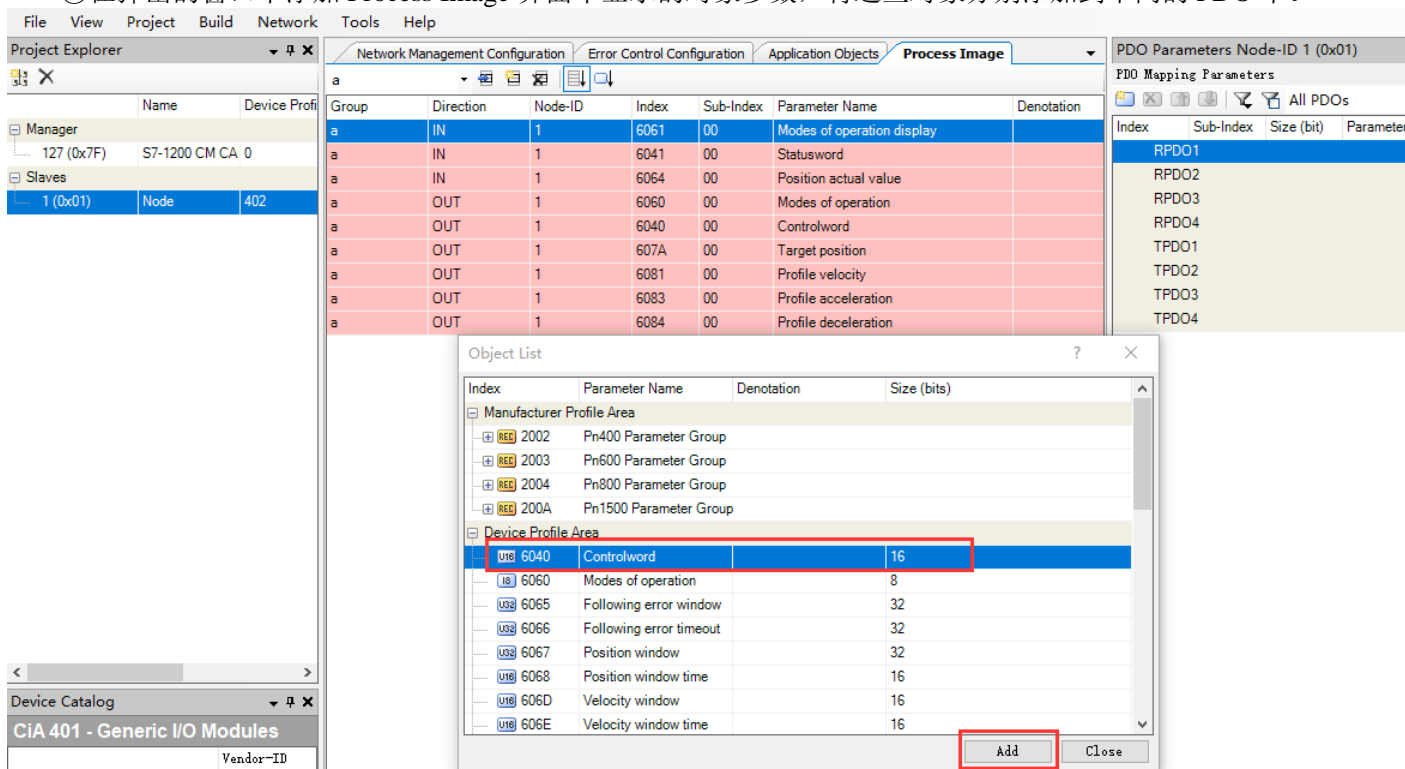 File View Project Build Network Tools Help
Project Explorer
Name Device Profi
Manager
127 (0x7F) S7-1200 CM CA 0
Slaves
1 (0x01) Node 402
Network Management Configuration Error Control Configuration Application Objects Process Image
a
Group Direction Node-ID Index Sub-Index Parameter Name Denotation
a IN 1 6061 00 Modes of operation display
a IN 1 6041 00 Statusword
a IN 1 6064 00 Position actual value
a OUT 1 6060 00 Modes of operation
a OUT 1 6040 00 Controlword
a OUT 1 607A 00 Target position
a OUT 1 6081 00 Profile velocity
a OUT 1 6083 00 Profile acceleration
a OUT 1 6084 00 Profile deceleration
PDO Parameters Node-ID 1 (0x01)
PDO Mapping Parameters
All PDOs
Index Sub-Index Size (bit) Parameter
RPDO1
RPDO2
RPDO3
RPDO4
TPDO1
TPDO2
TPDO3
TPDO4
Object List ?
Index Parameter Name Denotation Size (bits)
Manufacturer Profile Area
REC 2002 Pn400 Parameter Group
REC 2003 Pn600 Parameter Group
REC 2004 Pn800 Parameter Group
REC 200A Pn1500 Parameter Group
Device Profile Area
U16 6040 Controlword 16
I8 6060 Modes of operation 8
U32 6065 Following error window 32
U32 6066 Following error timeout 32
U32 6067 Position window 32
U16 6068 Position window time 16
U16 606D Velocity window 16
U16 606E Velocity window time 16
Add Close
Device Catalog
CiA 401 - Generic I/O Modules
Vendor-ID